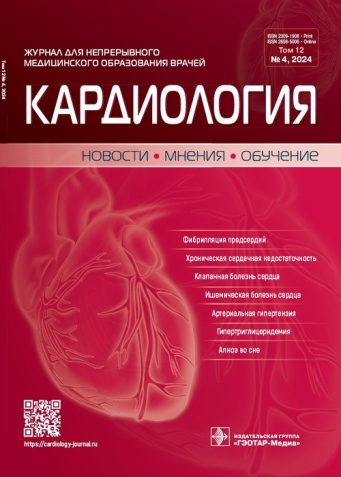 ISSN 2309-1908 • Print
ISSN 2658-5006 • Online
ЖУРНАЛ ДЛЯ НЕПРЕРЫВНОГО
МЕДИЦИНСКОГО ОБРАЗОВАНИЯ ВРАЧЕЙ
Том 12
№ 4, 2024
Том 12 № 4, 2024
КАРДИОЛОГИЯ
НОВОСТИ • МНЕНИЯ • ОБУЧЕНИЕ
Фибрилляция предсердий
Хроническая сердечная недостаточность
Клапанная болезнь сердца
Ишемическая болезнь сердца
Артериальная гипертензия
Гипертриглицеридемия
Апноэ во сне
https://cardiology-journal.ru
ИЗДАТЕЛЬСКАЯ ГРУППА
«ГЭОТАР-Медиа»